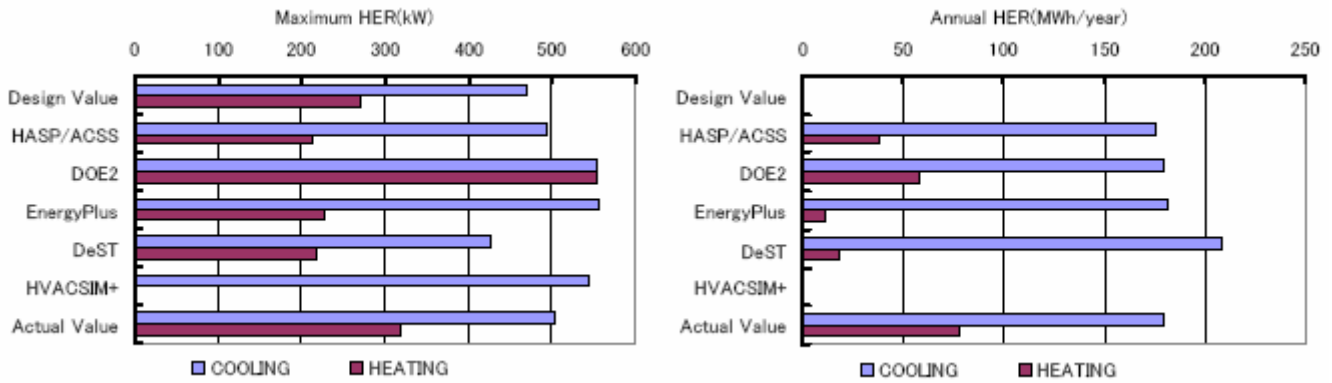 Maximum HER(kW)
0 100 200 300 400 500 600
Design Value
HASP/ACSS
DOE2
EnergyPlus
DeST
HVACSIM+
Actual Value
COOLING HEATING
Annual HER(MWh/year)
0 50 100 150 200 250
Design Value
HASP/ACSS
DOE2
EnergyPlus
DeST
HVACSIM+
Actual Value
COOLING HEATING